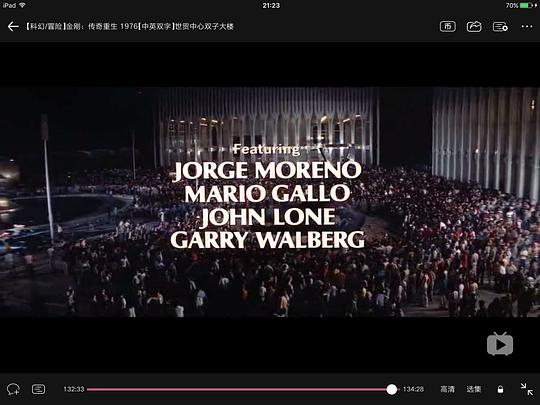 iPad
21:23
70%
【科幻/冒险】金刚：传奇重生 1976【中英双字】世贸中心双子大楼
币
Featuring
JORGE MORENO
MARIO GALLO
JOHN LONE
GARRY WALBERG
132:33
134:28
高清
选集